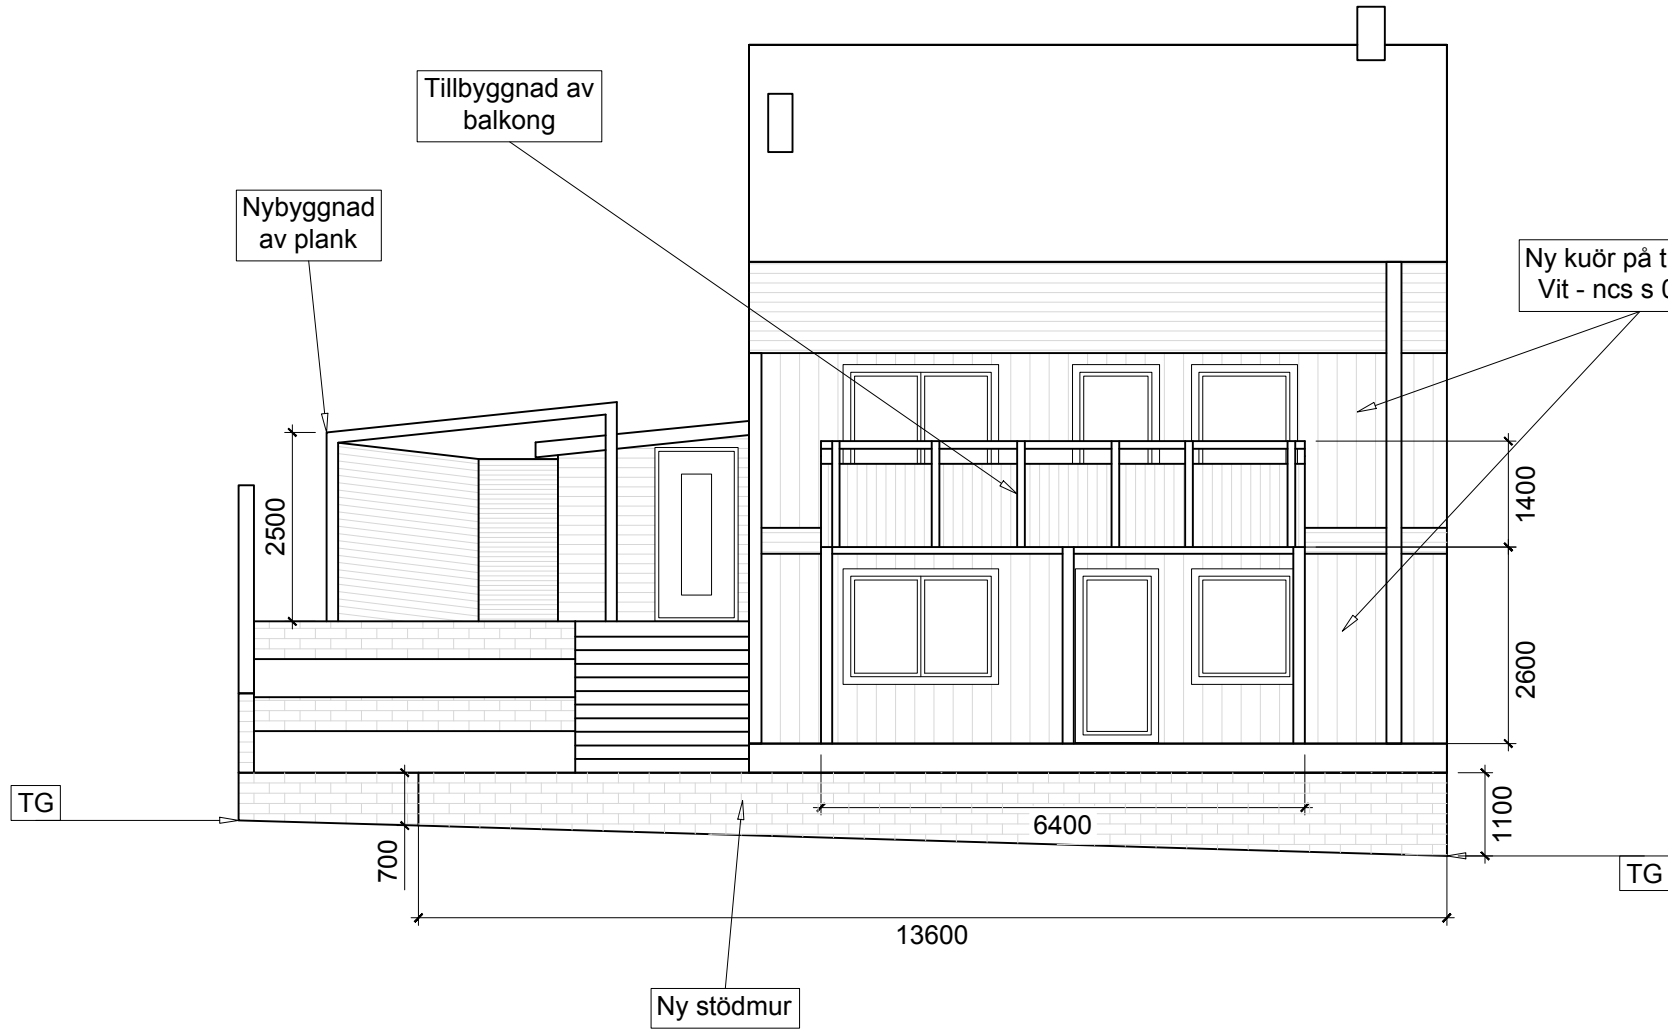 Tillbyggnad av
balkong
Nybyggnad
av plank
Ny kuör på
Vit - ncs s
2500
1400
2600
TG
700
6400
1100
TG
13600
Ny stödmur